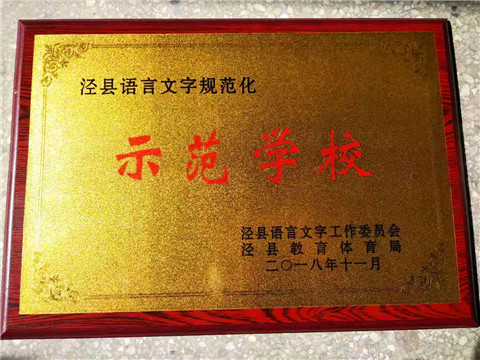 泾县语言文字规范化
示范学校
泾县语言文字工作委员会
泾县教育体育局
二〇一八年十一月